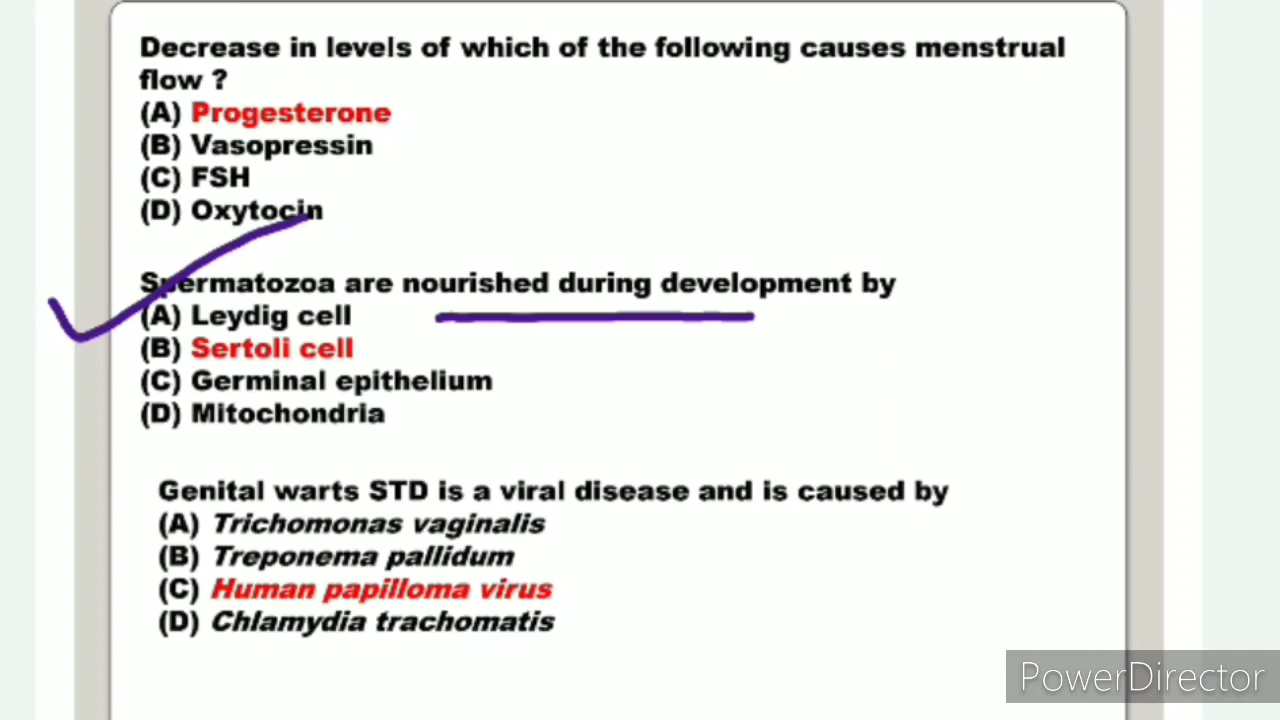 Decrease in levels of which of the following causes menstrual
flow ?
(A) Progesterone
(B) Vasopressin
(C) FSH
(D) Oxytocin
Spermatozoa are nourished during development by
(A) Leydig cell
(B) Sertoli cell
(C) Germinal epithelium
(D) Mitochondria
Genital warts STD is a viral disease and is caused by
(A) Trichomonas vaginalis
(B) Treponema pallidum
(C) Human papilloma virus
(D) Chlamydia trachomatis
PowerDirector